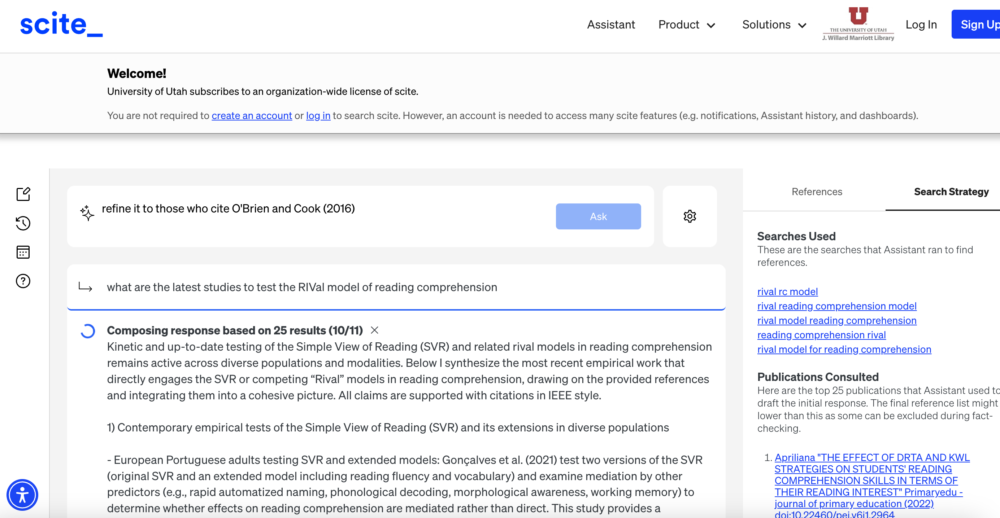 scite_
Assistant
Product
Solutions
U
THE UNIVERSITY OF UTAH
J. Willard Marriott Library
Log In
Sign Up
Welcome!
University of Utah subscribes to an organization-wide license of scite.
You are not required to create an account or log in to search scite. However, an account is needed to access many scite features (e.g. notifications, Assistant history, and dashboards).
refine it to those who cite O'Brien and Cook (2016)
Ask
what are the latest studies to test the RIVal model of reading comprehension
Composing response based on 25 results (10/11)
Kinetic and up-to-date testing of the Simple View of Reading (SVR) and related rival models in reading comprehension
remains active across diverse populations and modalities. Below I synthesize the most recent empirical work that
directly engages the SVR or competing “Rival” models in reading comprehension, drawing on the provided references
and integrating them into a cohesive picture. All claims are supported with citations in IEEE style.
1) Contemporary empirical tests of the Simple View of Reading (SVR) and its extensions in diverse populations
- European Portuguese adults testing SVR and extended models: Gonçalves et al. (2021) test two versions of the SVR
(original SVR and an extended model including reading fluency and vocabulary) and examine mediation by other
predictors (e.g., rapid automatized naming, phonological decoding, morphological awareness, working memory) to
determine whether effects on reading comprehension are mediated rather than direct. This study provides a
References
Search Strategy
Searches Used
These are the searches that Assistant ran to find
references.
rival rc model
rival reading comprehension model
rival model reading comprehension
reading comprehension rival
rival model for reading comprehension
Publications Consulted
Here are the top 25 publications that Assistant used to
draft the initial response. The final reference list might
lower than this as some can be excluded during fact-
checking.
1. Apriliana "THE EFFECT OF DRTA AND KWL
STRATEGIES ON STUDENTS' READING
COMPREHENSION SKILLS IN TERMS OF
THEIR READING INTEREST" Primaryedu -
journal of primary education (2022)
doi:10.22460/pej.v6i1.2964